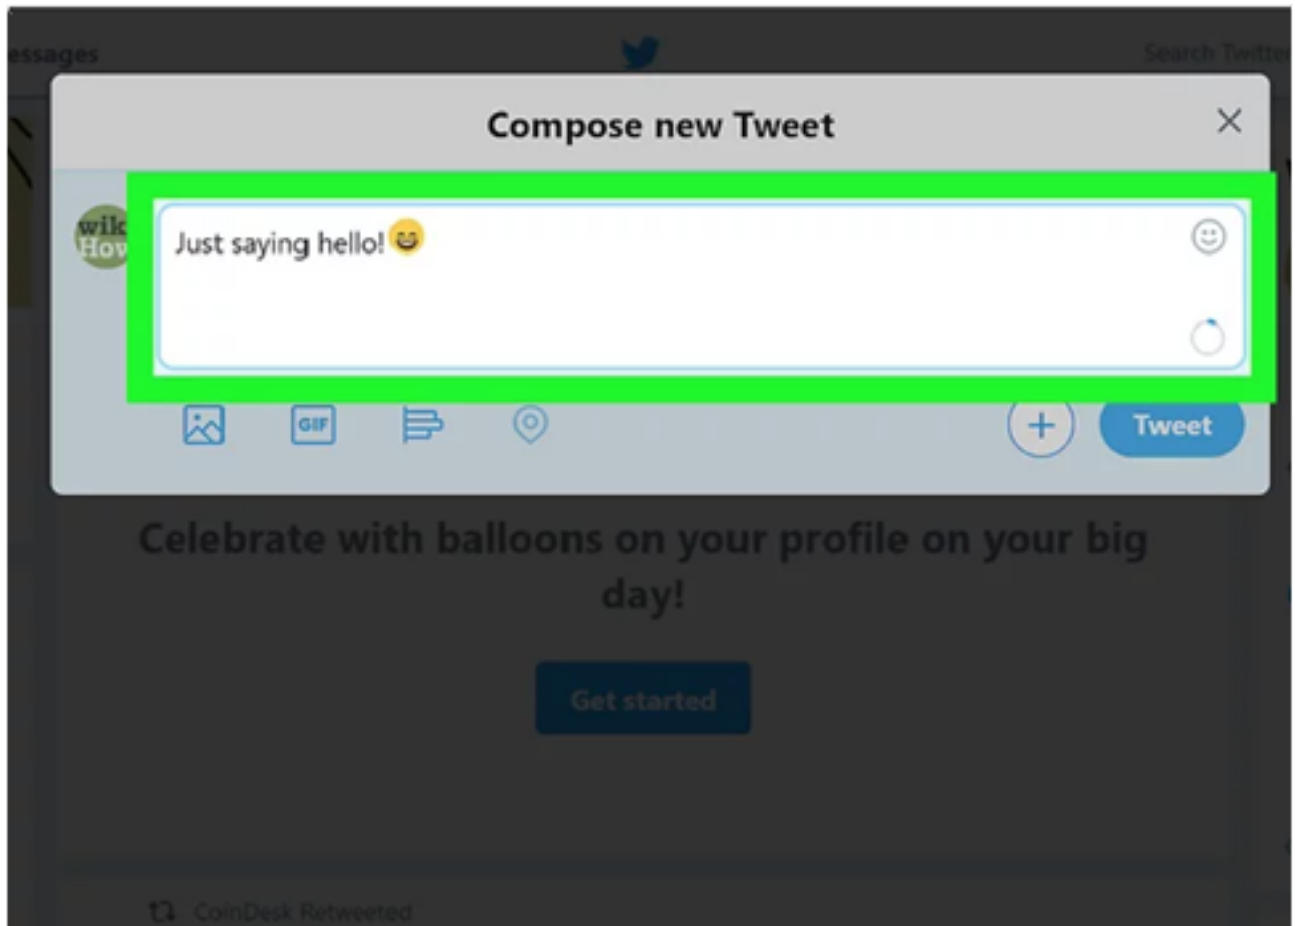 essages
Search Twitte
Compose new Tweet
wik
How
Just saying hello!😄
GIF
Tweet
Celebrate with balloons on your profile on your big
day!
Get started
CoinDesk Retweeted